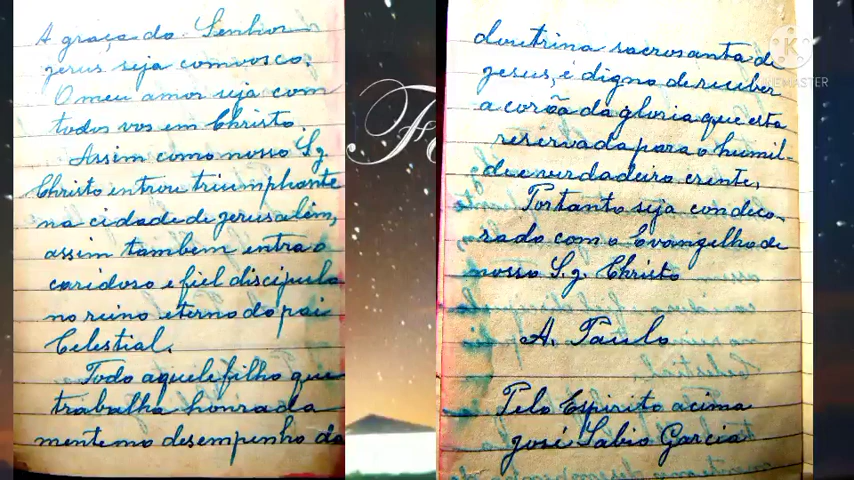 A graça do Senhor
jesus seja comvosco.
O meu amor seja com
todos vos em Christo.
Assim como nosso S. j.
Christo entrou triumphante
na cidade de jerusalém,
assim tambem entra o
caridoso e fiel discipulo
no reino eterno do pai
Celestial.
Todo aquele filho que
trabalha honrada
mente no desempenho da
doutrina sacrosanta de
jesus, é digno de receber
a corôa da gloria que esta
reservada para o humil-
de e verdadeiro crente,
Portanto seja condeco-
rado com o Evangelho de
nosso S. j. Christo
A. Paulo
Pelo Espirito acima
josé Sabio Garcia
KINEMASTER